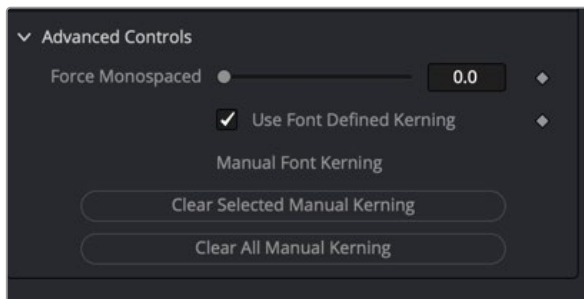 Advanced Controls
Force Monospaced 0.0
Use Font Defined Kerning
Manual Font Kerning
Clear Selected Manual Kerning
Clear All Manual Kerning